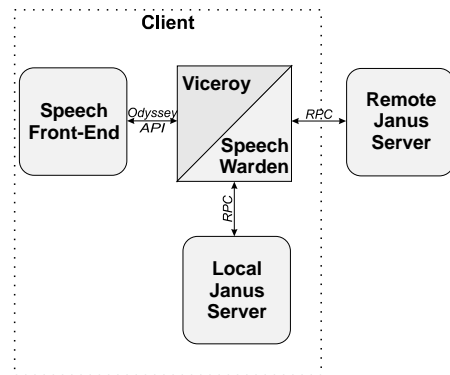 Client
Speech
Front-End
Odyssey
API
Viceroy
Speech
Warden
RPC
Remote
Janus
Server
RPC
Local
Janus
Server